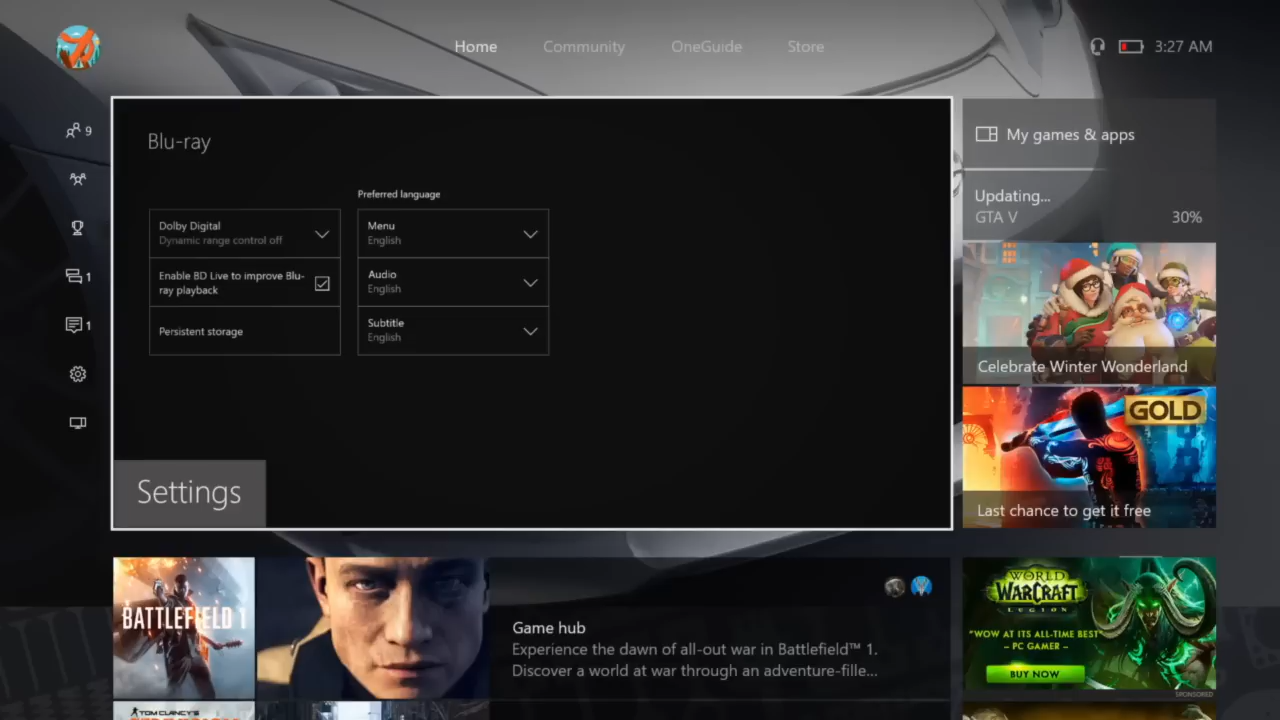 Home
Community
OneGuide
Store
3:27 AM
9
1
1
Blu-ray
Dolby Digital
Dynamic range control off
Enable BD Live to improve Blu-
ray playback
Persistent storage
Preferred language
Menu
English
Audio
English
Subtitle
English
Settings
My games & apps
Updating...
GTA V
30%
Celebrate Winter Wonderland
GOLD
Last chance to get it free
BATTLEFIELD 1
Game hub
Experience the dawn of all-out war in Battlefield™ 1.
Discover a world at war through an adventure-fille...
WORLD
WARCRAFT
LEGION
"WOW AT ITS ALL-TIME BEST"
– PC GAMER –
BUY NOW
SPONSORED
TOM CLANCY'S